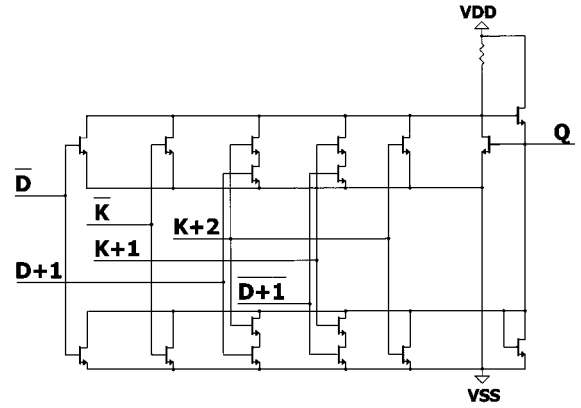 VDD
Q
D̅
K̅
K+2
K+1
D+1
D̅+̅1̅
VSS